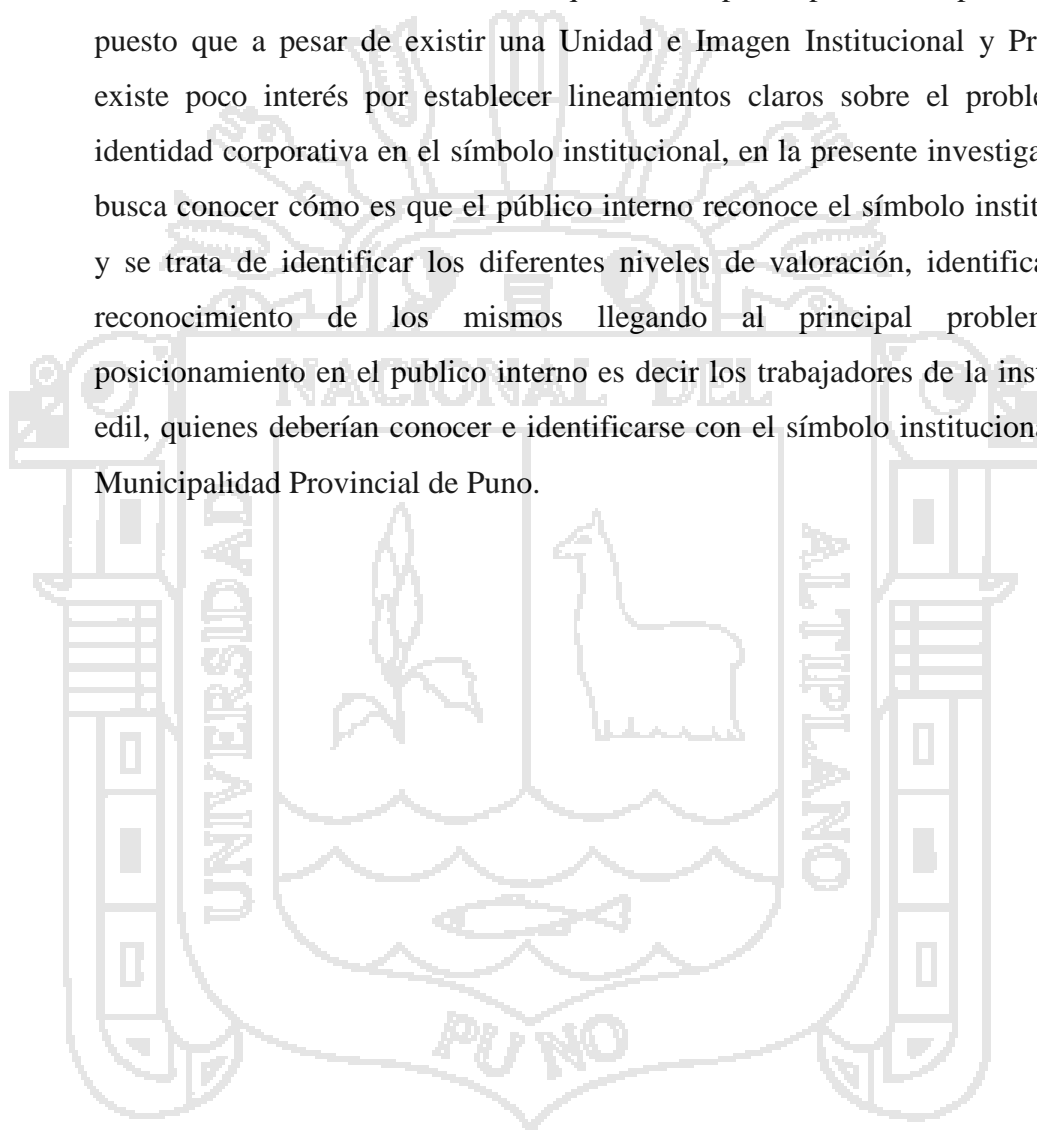 puesto que a pesar de existir una Unidad e Imagen Institucional y
existe poco interés por establecer lineamientos claros sobre el
identidad corporativa en el símbolo institucional, en la presente
busca conocer cómo es que el público interno reconoce el símbolo
y se trata de identificar los diferentes niveles de valoración,
reconocimiento de los mismos llegando al principal
posicionamiento en el publico interno es decir los trabajadores de la
edil, quienes deberían conocer e identificarse con el símbolo
Municipalidad Provincial de Puno.
NACIONAL DEL
UNIVERSIDAD
ALTIPLANO
PUNO